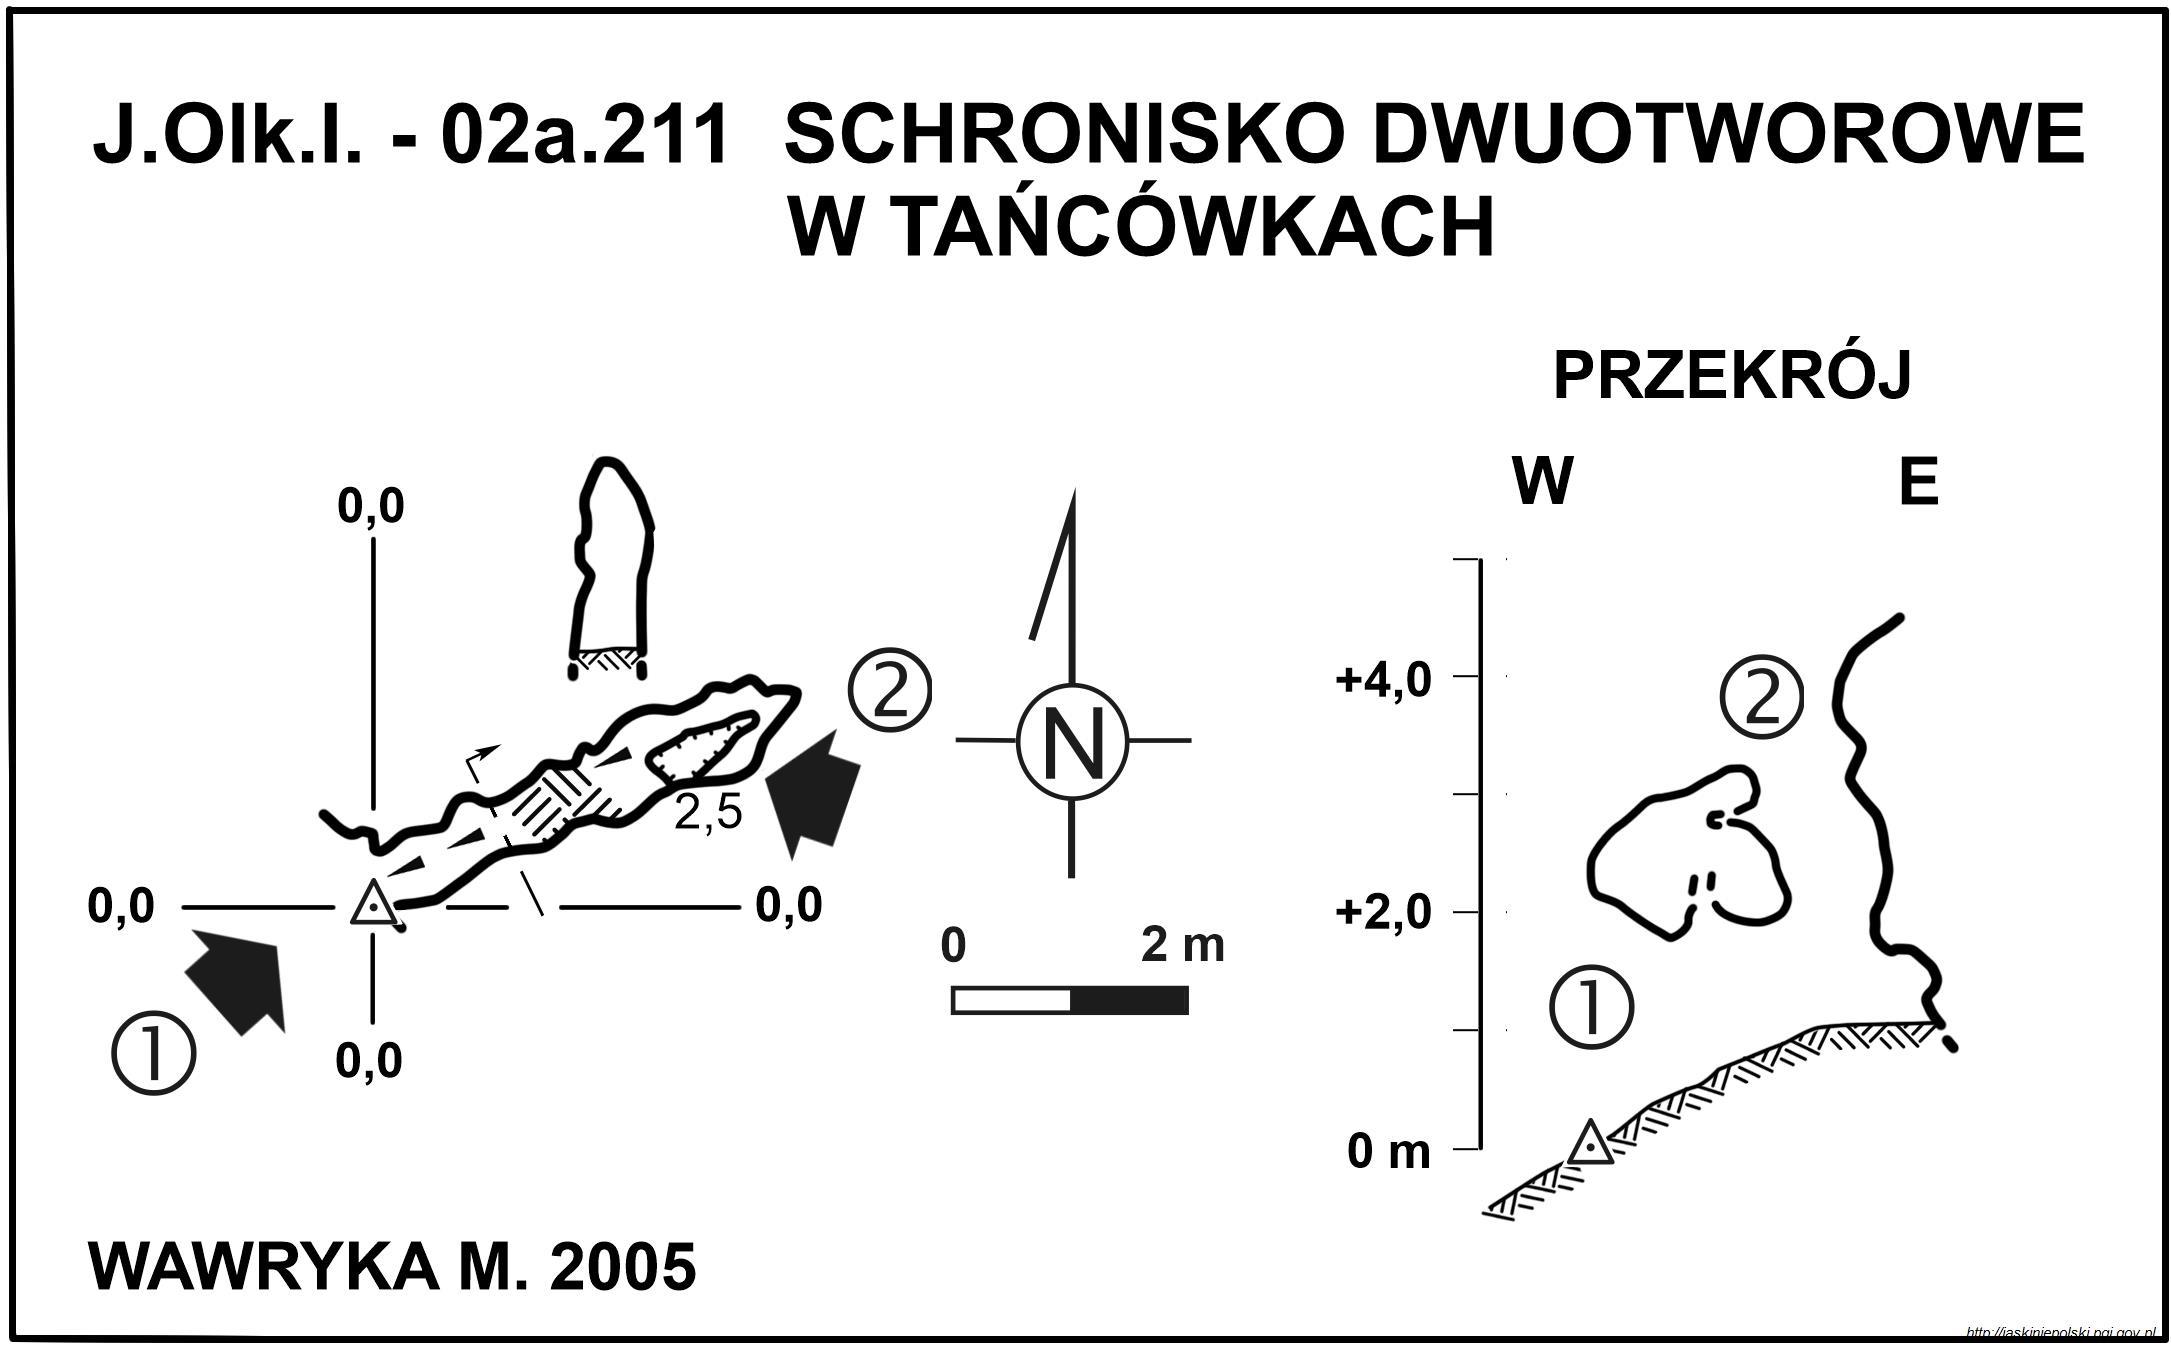 J.Olk.I. - 02a.211 SCHRONISKO DWUOTWOROWE
W TAŃCÓWKACH
PRZEKRÓJ
W E
0,0
2
N
2,5
0,0 0,0
0 2 m
1
0,0
+4,0
2
+2,0
1
0 m
WAWRYKA M. 2005
http://jaskiniepolski.pgi.gov.pl